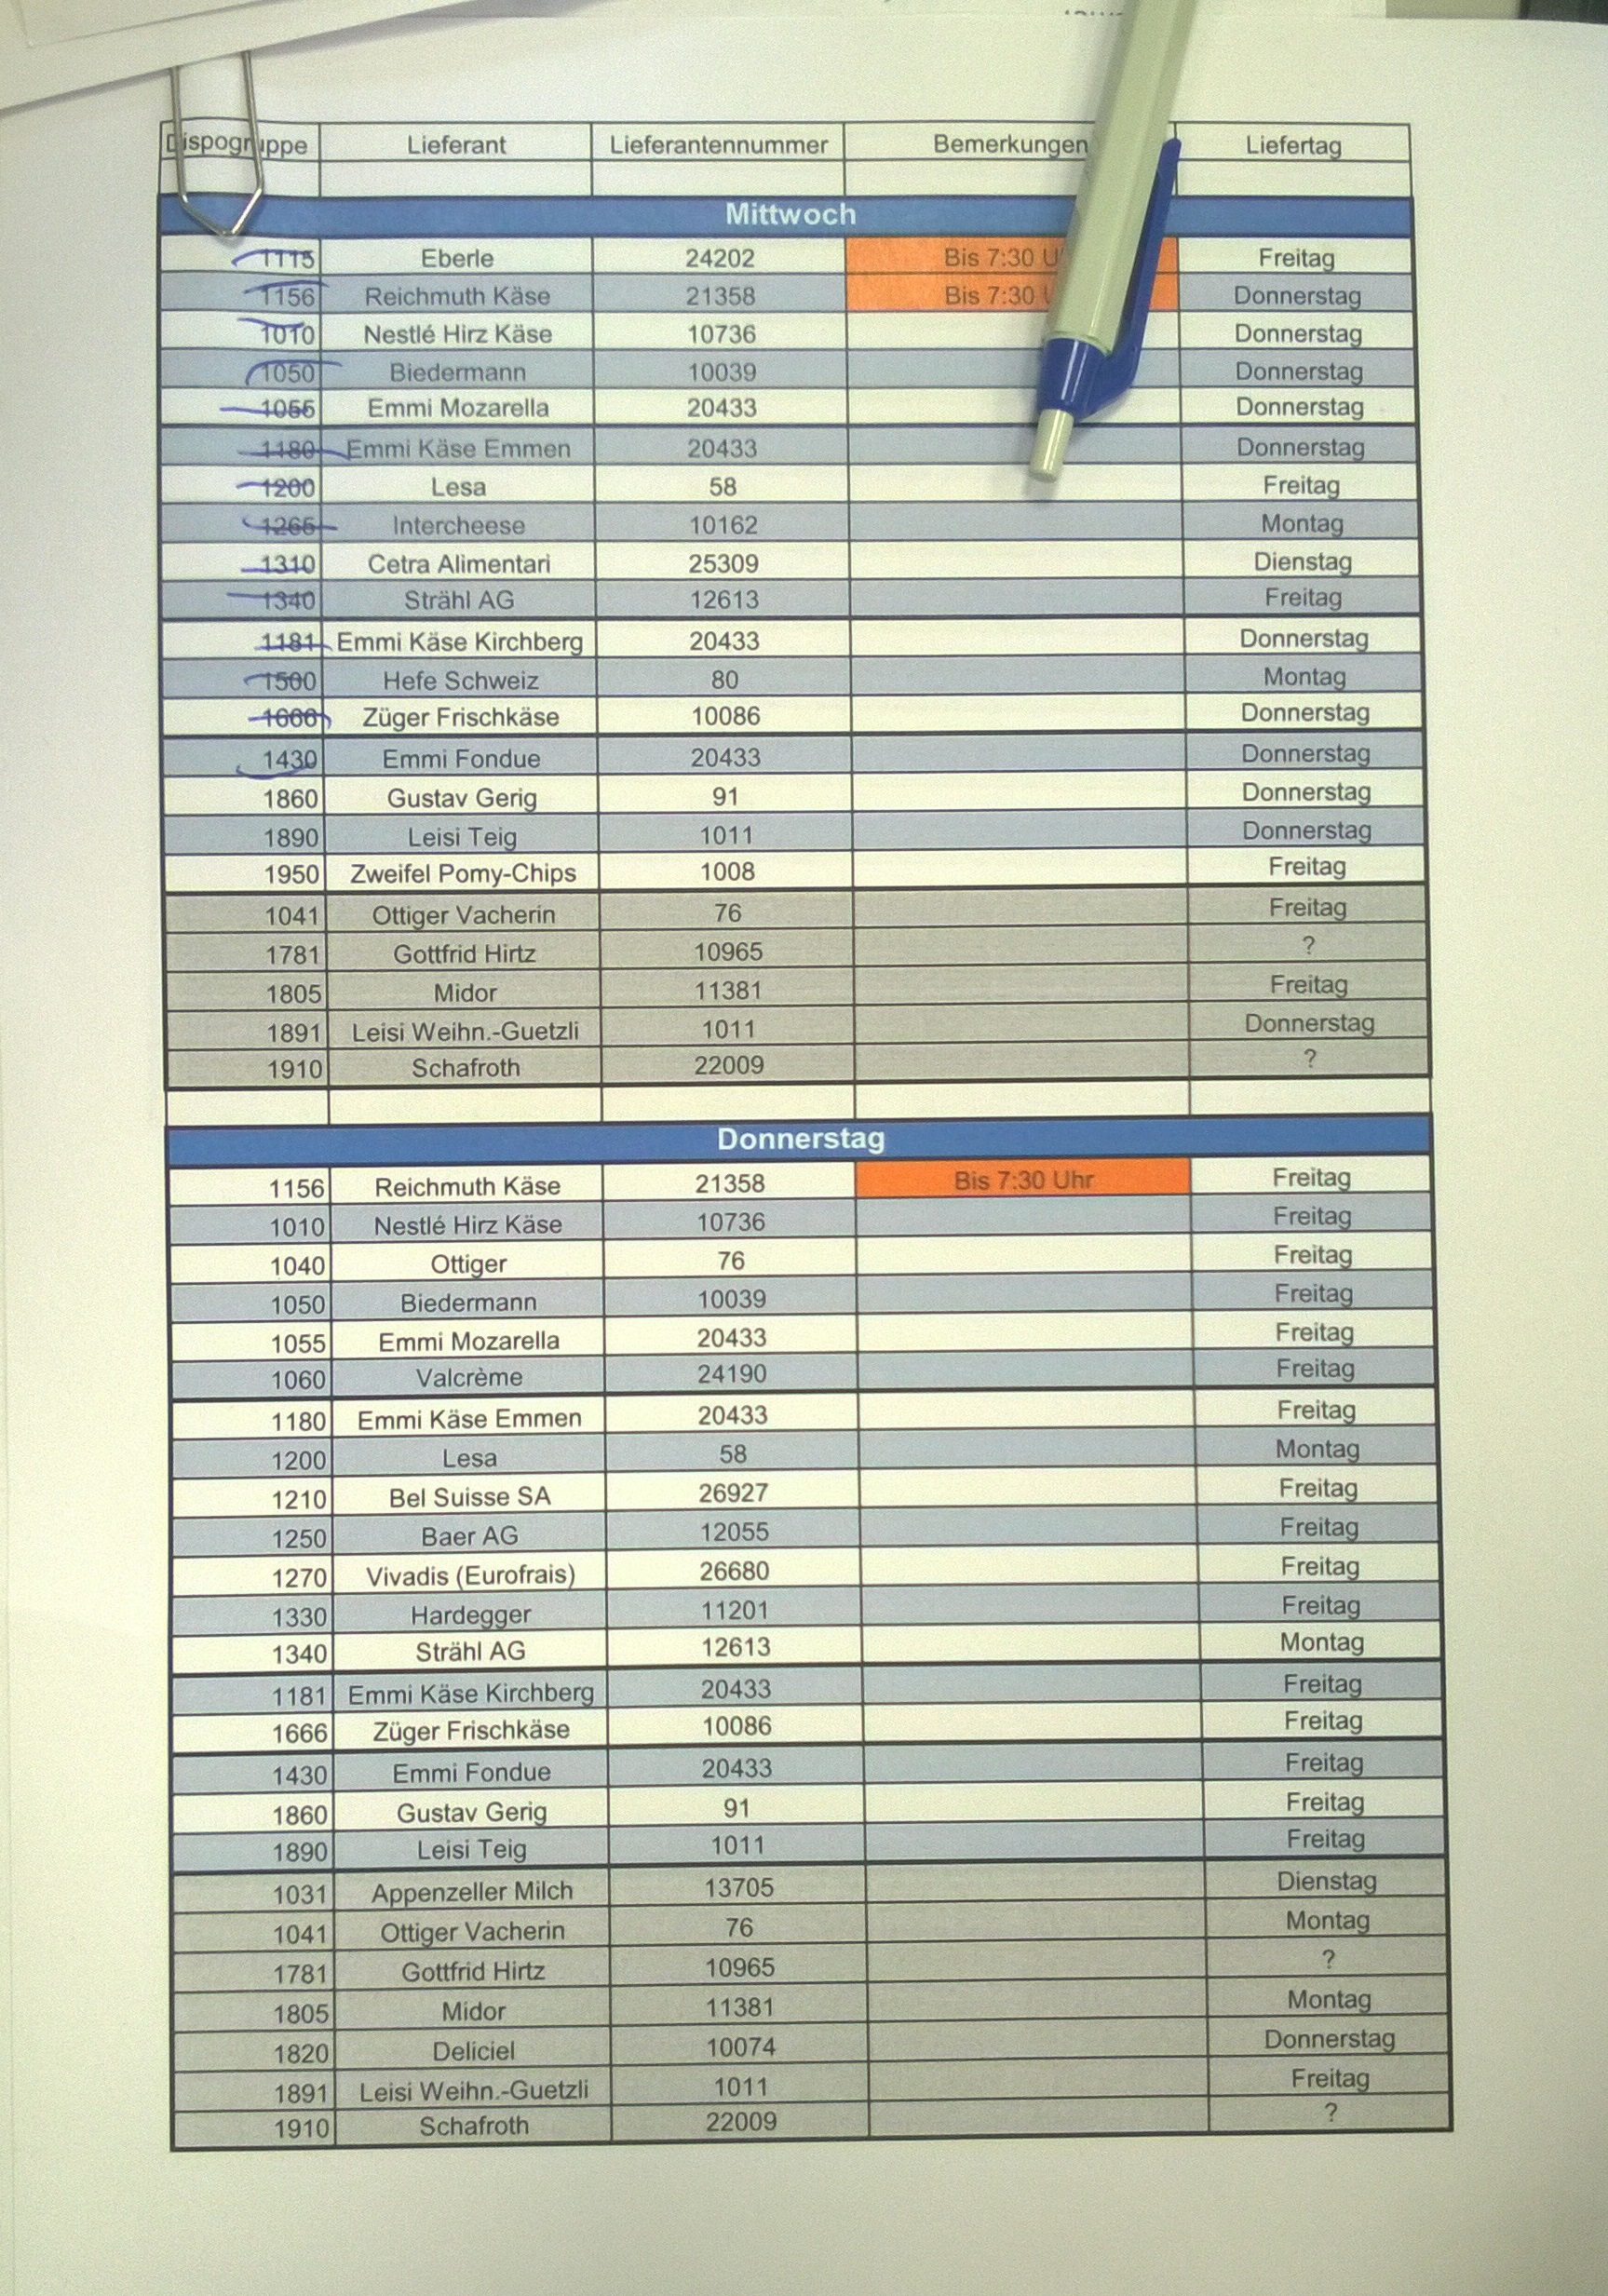 Dispogruppe Lieferant Lieferantennummer Bemerkungen Liefertag
Mittwoch
1115 Eberle 24202 Bis 7:30 U Freitag
1156 Reichmuth Käse 21358 Bis 7:30 Donnerstag
1010 Nestlé Hirz Käse 10736 Donnerstag
1050 Biedermann 10039 Donnerstag
1055 Emmi Mozarella 20433 Donnerstag
1180 Emmi Käse Emmen 20433 Donnerstag
1200 Lesa 58 Freitag
1265 Intercheese 10162 Montag
1310 Cetra Alimentari 25309 Dienstag
1340 Strähl AG 12613 Freitag
1181 Emmi Käse Kirchberg 20433 Donnerstag
1500 Hefe Schweiz 80 Montag
1666 Züger Frischkäse 10086 Donnerstag
1430 Emmi Fondue 20433 Donnerstag
1860 Gustav Gerig 91 Donnerstag
1890 Leisi Teig 1011 Donnerstag
1950 Zweifel Pomy-Chips 1008 Freitag
1041 Ottiger Vacherin 76 Freitag
1781 Gottfrid Hirtz 10965 ?
1805 Midor 11381 Freitag
1891 Leisi Weihn.-Guetzli 1011 Donnerstag
1910 Schafroth 22009 ?
Donnerstag
1156 Reichmuth Käse 21358 Bis 7:30 Uhr Freitag
1010 Nestlé Hirz Käse 10736 Freitag
1040 Ottiger 76 Freitag
1050 Biedermann 10039 Freitag
1055 Emmi Mozarella 20433 Freitag
1060 Valcrème 24190 Freitag
1180 Emmi Käse Emmen 20433 Freitag
1200 Lesa 58 Montag
1210 Bel Suisse SA 26927 Freitag
1250 Baer AG 12055 Freitag
1270 Vivadis (Eurofrais) 26680 Freitag
1330 Hardegger 11201 Freitag
1340 Strähl AG 12613 Montag
1181 Emmi Käse Kirchberg 20433 Freitag
1666 Züger Frischkäse 10086 Freitag
1430 Emmi Fondue 20433 Freitag
1860 Gustav Gerig 91 Freitag
1890 Leisi Teig 1011 Freitag
1031 Appenzeller Milch 13705 Dienstag
1041 Ottiger Vacherin 76 Montag
1781 Gottfrid Hirtz 10965 ?
1805 Midor 11381 Montag
1820 Deliciel 10074 Donnerstag
1891 Leisi Weihn.-Guetzli 1011 Freitag
1910 Schafroth 22009 ?